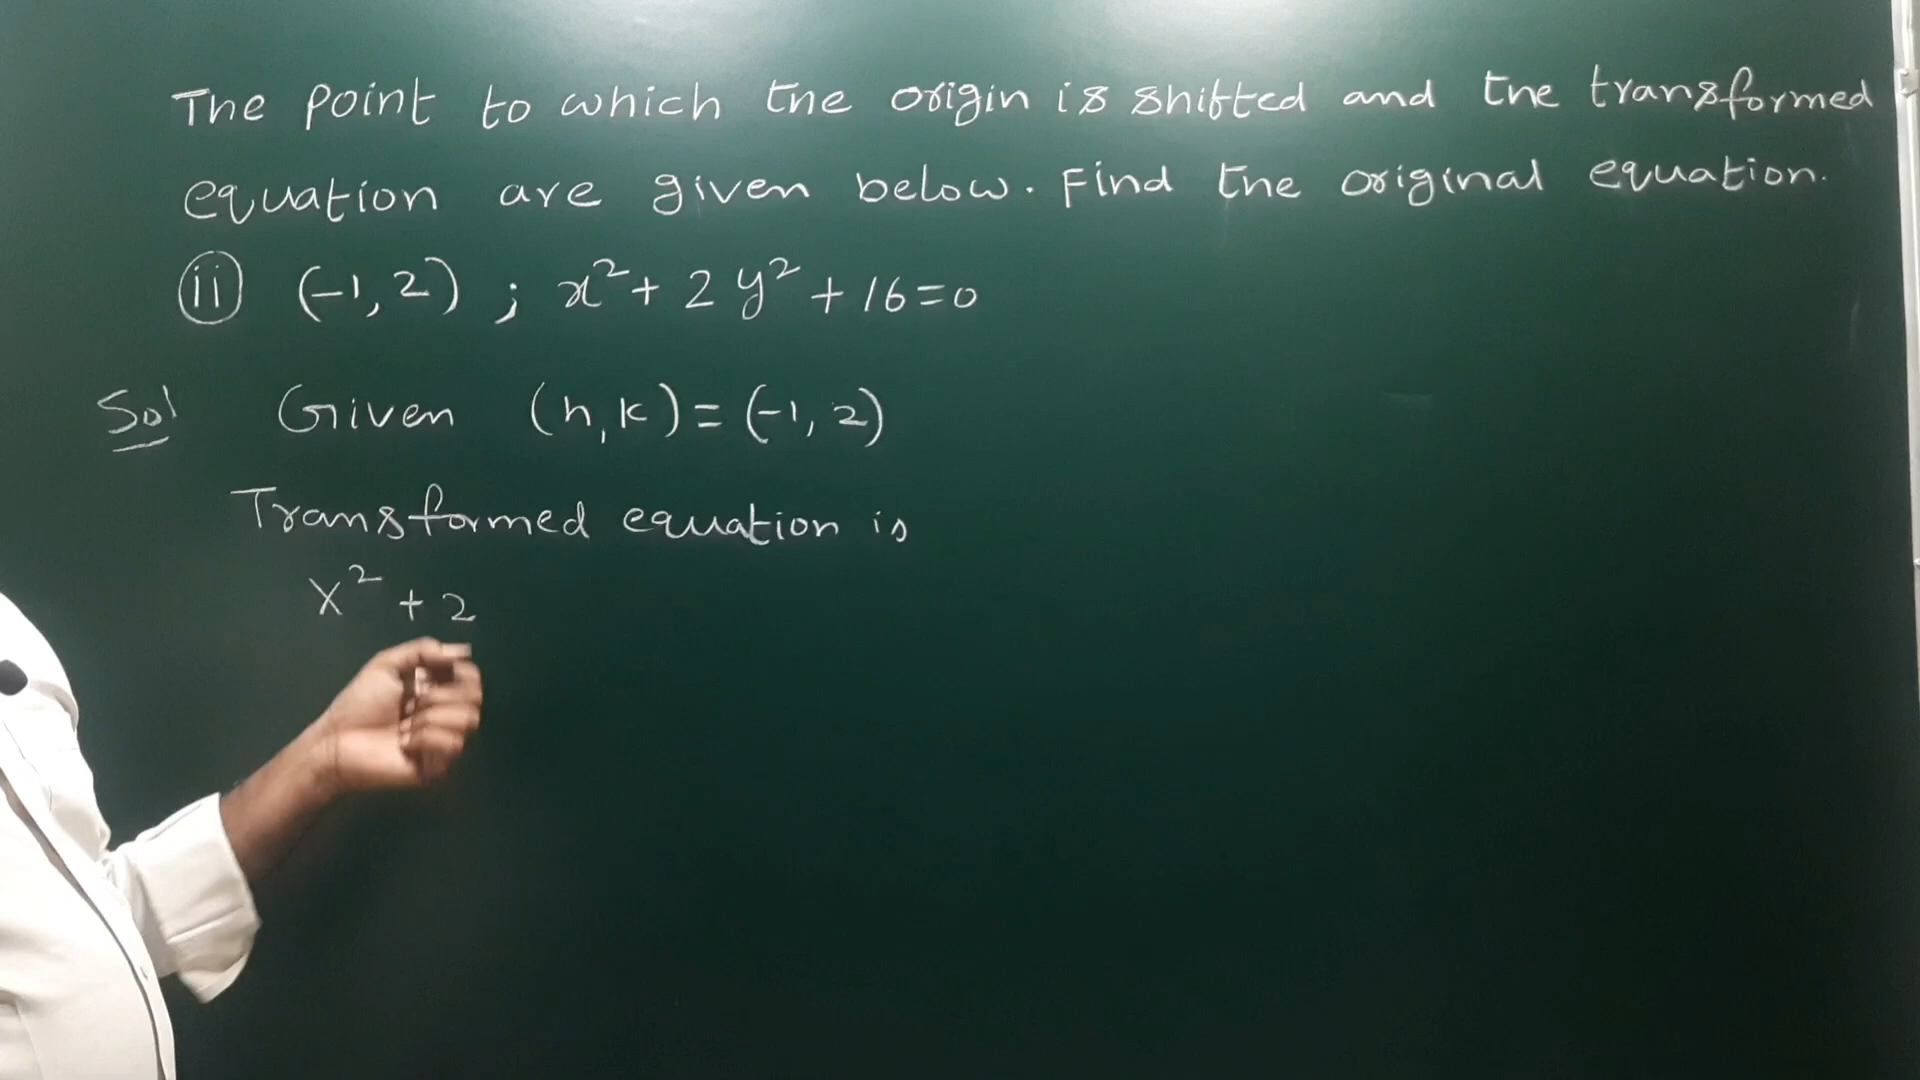 The point to which the origin is shifted and the transformed
equation are given below. Find the original equation.
(ii) (-1, 2) ; x² + 2y² + 16 = 0
Sol Given (h, k) = (-1, 2)
Transformed equation is
X² + 2